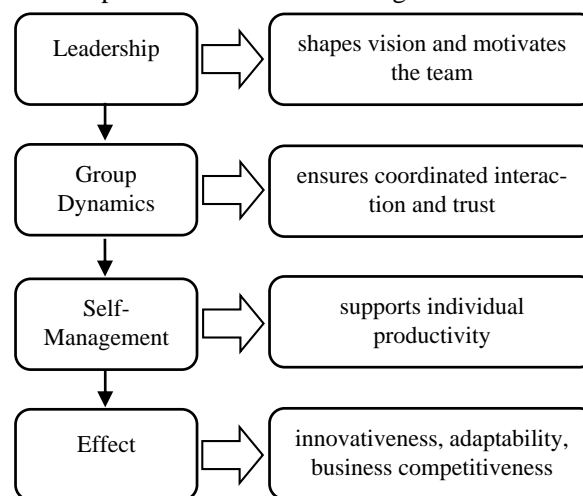 Leadership
shapes vision and motivates
the team
Group
Dynamics
ensures coordinated interac-
tion and trust
Self-
Management
supports individual
productivity
Effect
innovativeness, adaptability,
business competitiveness